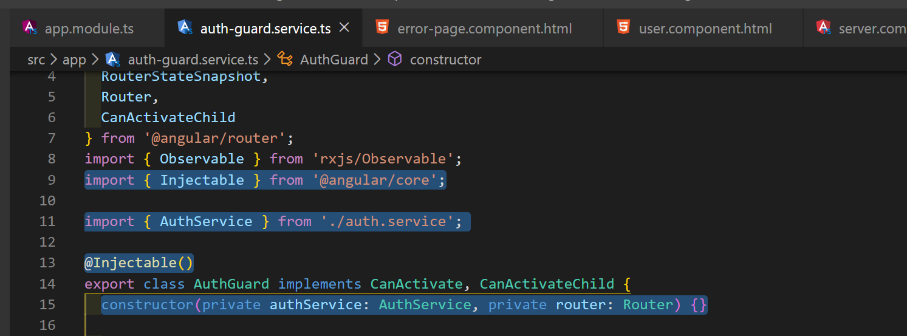 app.module.ts
auth-guard.service.ts
error-page.component.html
user.component.html
server.com
src > app > auth-guard.service.ts > AuthGuard > constructor
4 RouterStateSnapshot,
5 Router,
6 CanActivateChild
7 } from '@angular/router';
8 import { Observable } from 'rxjs/Observable';
9 import { Injectable } from '@angular/core';
10
11 import { AuthService } from './auth.service';
12
13 @Injectable()
14 export class AuthGuard implements CanActivate, CanActivateChild {
15 constructor(private authService: AuthService, private router: Router) {}
16